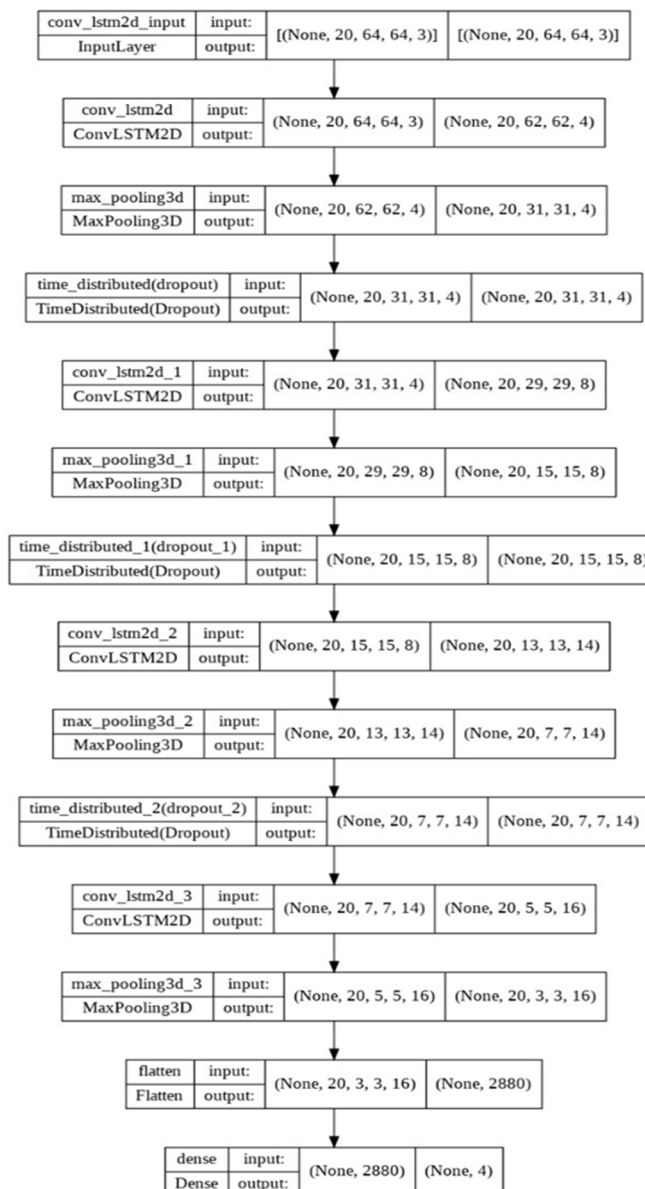 conv_lstm2d_input input: [(None, 20, 64, 64, 3)] [(None, 20, 64, 64, 3)]
InputLayer output:
conv_lstm2d input: (None, 20, 64, 64, 3) (None, 20, 62, 62, 4)
ConvLSTM2D output:
max_pooling3d input: (None, 20, 62, 62, 4) (None, 20, 31, 31, 4)
MaxPooling3D output:
time_distributed(dropout) input: (None, 20, 31, 31, 4) (None, 20, 31, 31, 4)
TimeDistributed(Dropout) output:
conv_lstm2d_1 input: (None, 20, 31, 31, 4) (None, 20, 29, 29, 8)
ConvLSTM2D output:
max_pooling3d_1 input: (None, 20, 29, 29, 8) (None, 20, 15, 15, 8)
MaxPooling3D output:
time_distributed_1(dropout_1) input: (None, 20, 15, 15, 8) (None, 20, 15, 15, 8)
TimeDistributed(Dropout) output:
conv_lstm2d_2 input: (None, 20, 15, 15, 8) (None, 20, 13, 13, 14)
ConvLSTM2D output:
max_pooling3d_2 input: (None, 20, 13, 13, 14) (None, 20, 7, 7, 14)
MaxPooling3D output:
time_distributed_2(dropout_2) input: (None, 20, 7, 7, 14) (None, 20, 7, 7, 14)
TimeDistributed(Dropout) output:
conv_lstm2d_3 input: (None, 20, 7, 7, 14) (None, 20, 5, 5, 16)
ConvLSTM2D output:
max_pooling3d_3 input: (None, 20, 5, 5, 16) (None, 20, 3, 3, 16)
MaxPooling3D output:
flatten input: (None, 20, 3, 3, 16) (None, 2880)
Flatten output:
dense input: (None, 2880) (None, 4)
Dense output: